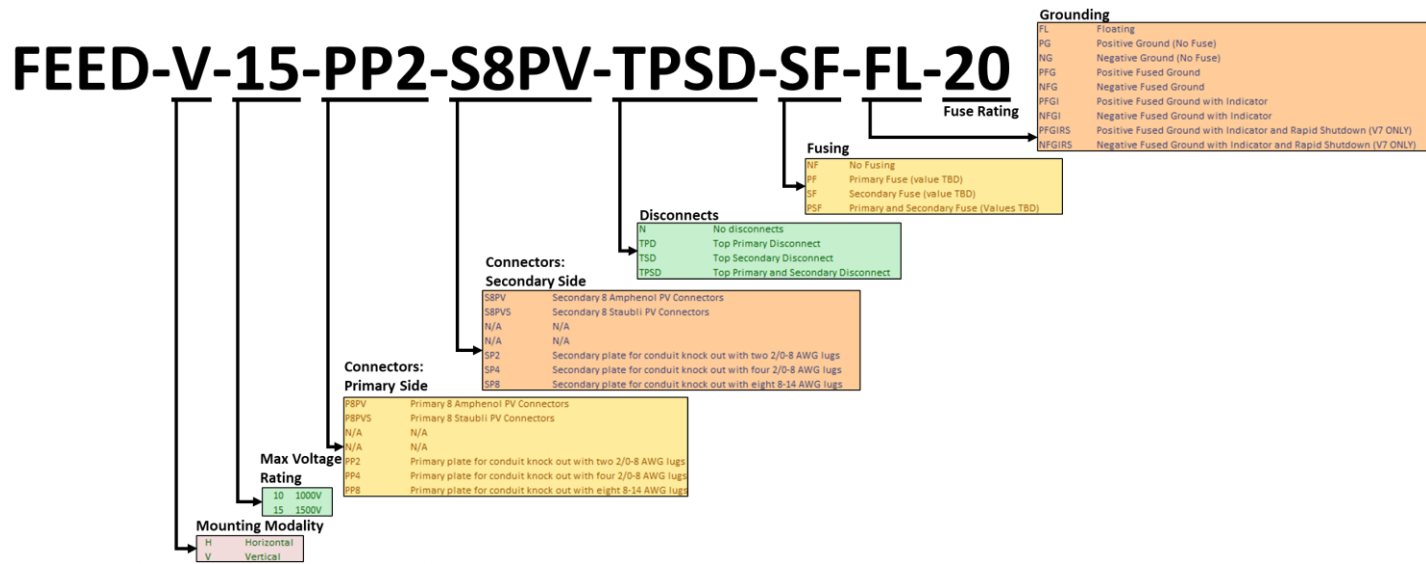 FEED-V-15-PP2-S8PV-TPSD-SF-FL-20
Fuse Rating
Grounding
FL Floating
PG Positive Ground (No Fuse)
NG Negative Ground (No Fuse)
PFG Positive Fused Ground
NFG Negative Fused Ground
PFGI Positive Fused Ground with Indicator
NFGI Negative Fused Ground with Indicator
PFGIRS Positive Fused Ground with Indicator and Rapid Shutdown (V7 ONLY)
NFGIRS Negative Fused Ground with Indicator and Rapid Shutdown (V7 ONLY)
Fusing
NF No Fusing
PF Primary Fuse (value TBD)
SF Secondary Fuse (value TBD)
PSF Primary and Secondary Fuse (Values TBD)
Disconnects
N No disconnects
TPD Top Primary Disconnect
TSD Top Secondary Disconnect
TPSD Top Primary and Secondary Disconnect
Connectors:
Secondary Side
S8PV Secondary 8 Amphenol PV Connectors
S8PVS Secondary 8 Staubli PV Connectors
N/A N/A
N/A N/A
SP2 Secondary plate for conduit knock out with two 2/0-8 AWG lugs
SP4 Secondary plate for conduit knock out with four 2/0-8 AWG lugs
SP8 Secondary plate for conduit knock out with eight 8-14 AWG lugs
Connectors:
Primary Side
P8PV Primary 8 Amphenol PV Connectors
P8PVS Primary 8 Staubli PV Connectors
N/A N/A
N/A N/A
PP2 Primary plate for conduit knock out with two 2/0-8 AWG lugs
PP4 Primary plate for conduit knock out with four 2/0-8 AWG lugs
PP8 Primary plate for conduit knock out with eight 8-14 AWG lugs
Max Voltage
Rating
10 1000V
15 1500V
Mounting Modality
H Horizontal
V Vertical